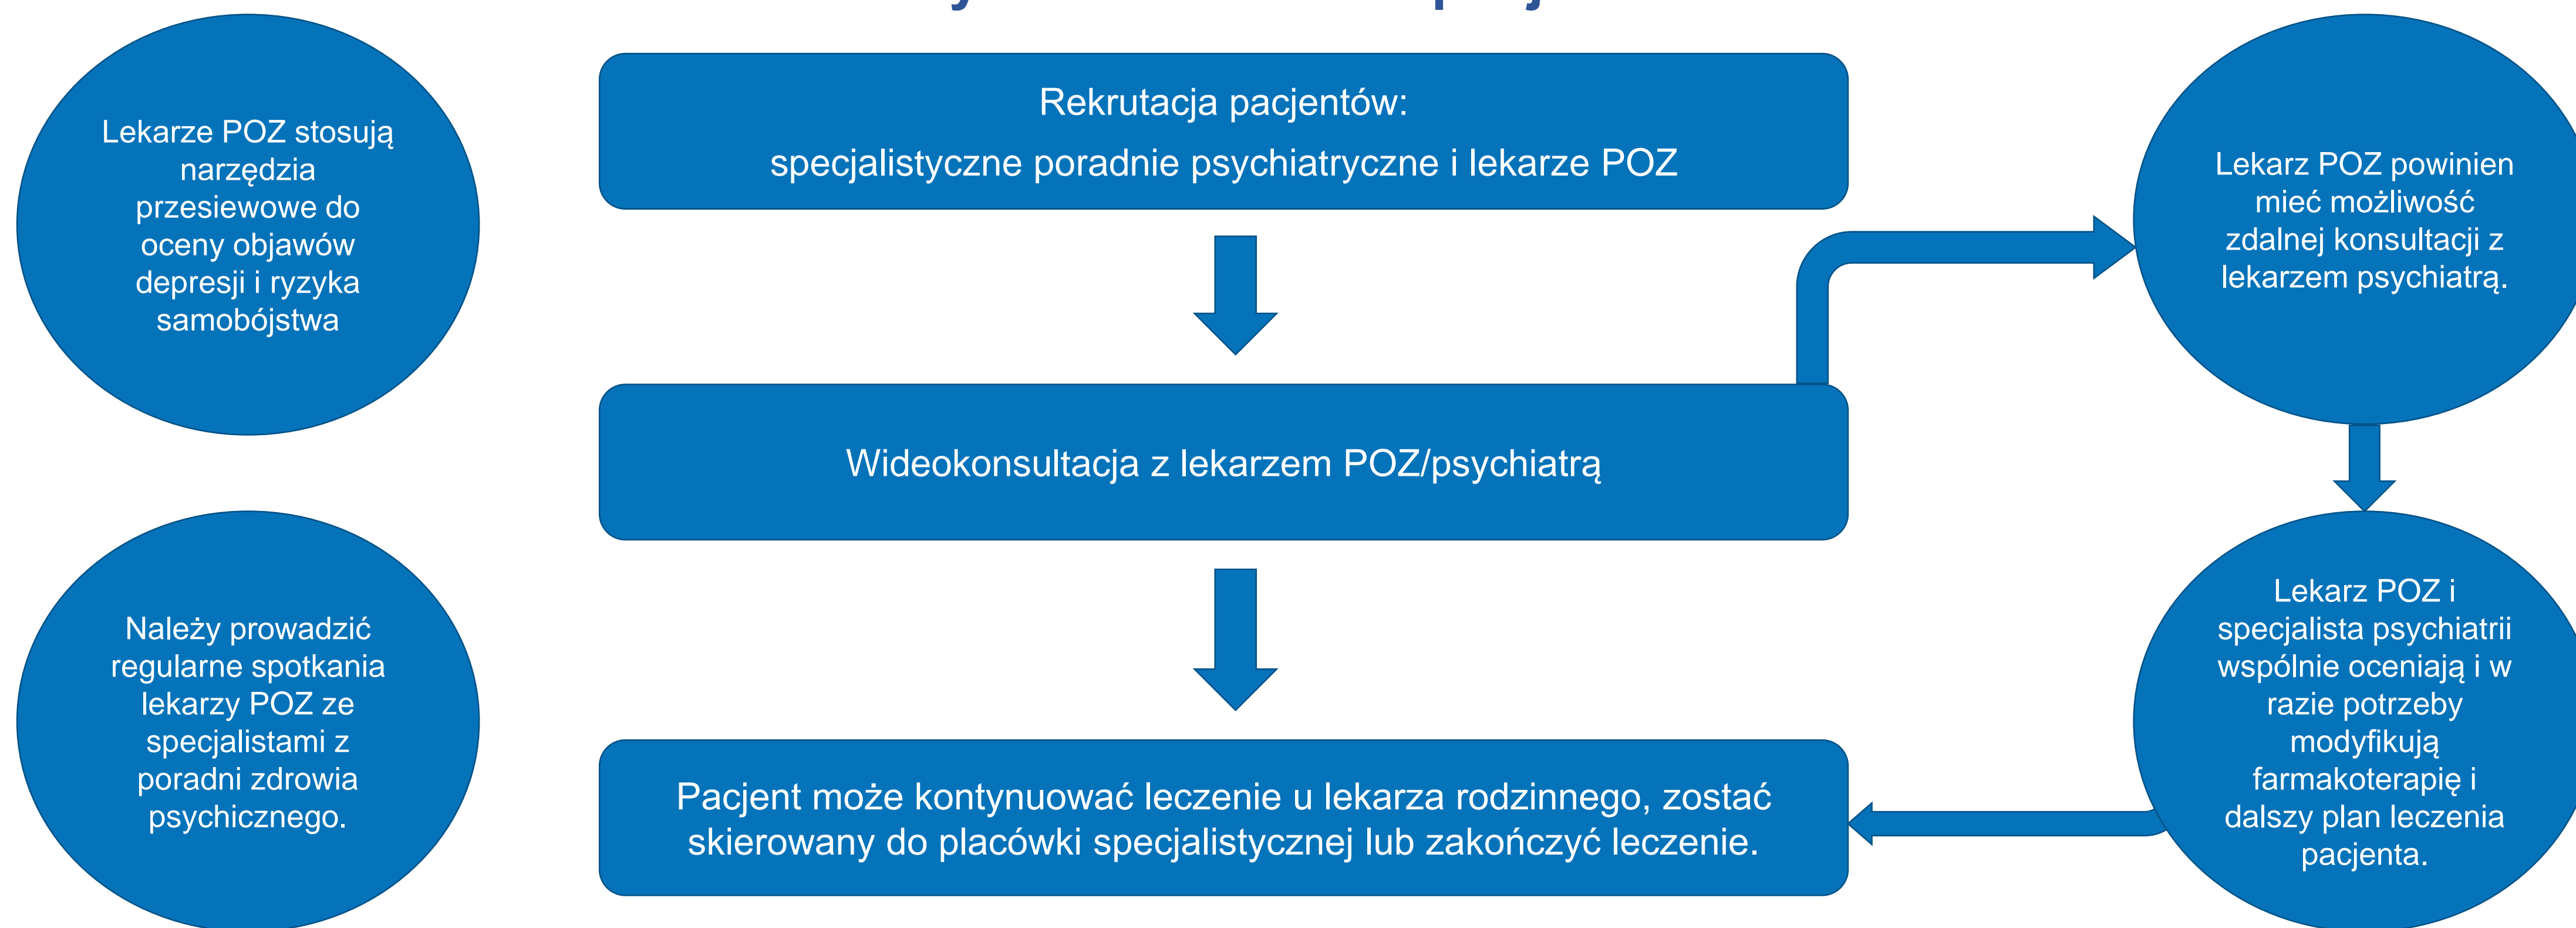 Lekarze POZ stosują
narzędzia
przesiewowe do
oceny objawów
depresji i ryzyka
samobójstwa
Należy prowadzić
regularne spotkania
lekarzy POZ ze
specjalistami z
poradni zdrowia
psychicznego.
Rekrutacja pacjentów:
specjalistyczne poradnie psychiatryczne i lekarze POZ
Wideokonsultacja z lekarzem POZ/psychiatrą
Pacjent może kontynuować leczenie u lekarza rodzinnego, zostać
skierowany do placówki specjalistycznej lub zakończyć leczenie.
Lekarz POZ powinien
mieć możliwość
zdalnej konsultacji z
lekarzem psychiatrą.
Lekarz POZ i
specjalista psychiatrii
wspólnie oceniają i w
razie potrzeby
modyfikują
farmakoterapię i
dalszy plan leczenia
pacjenta.